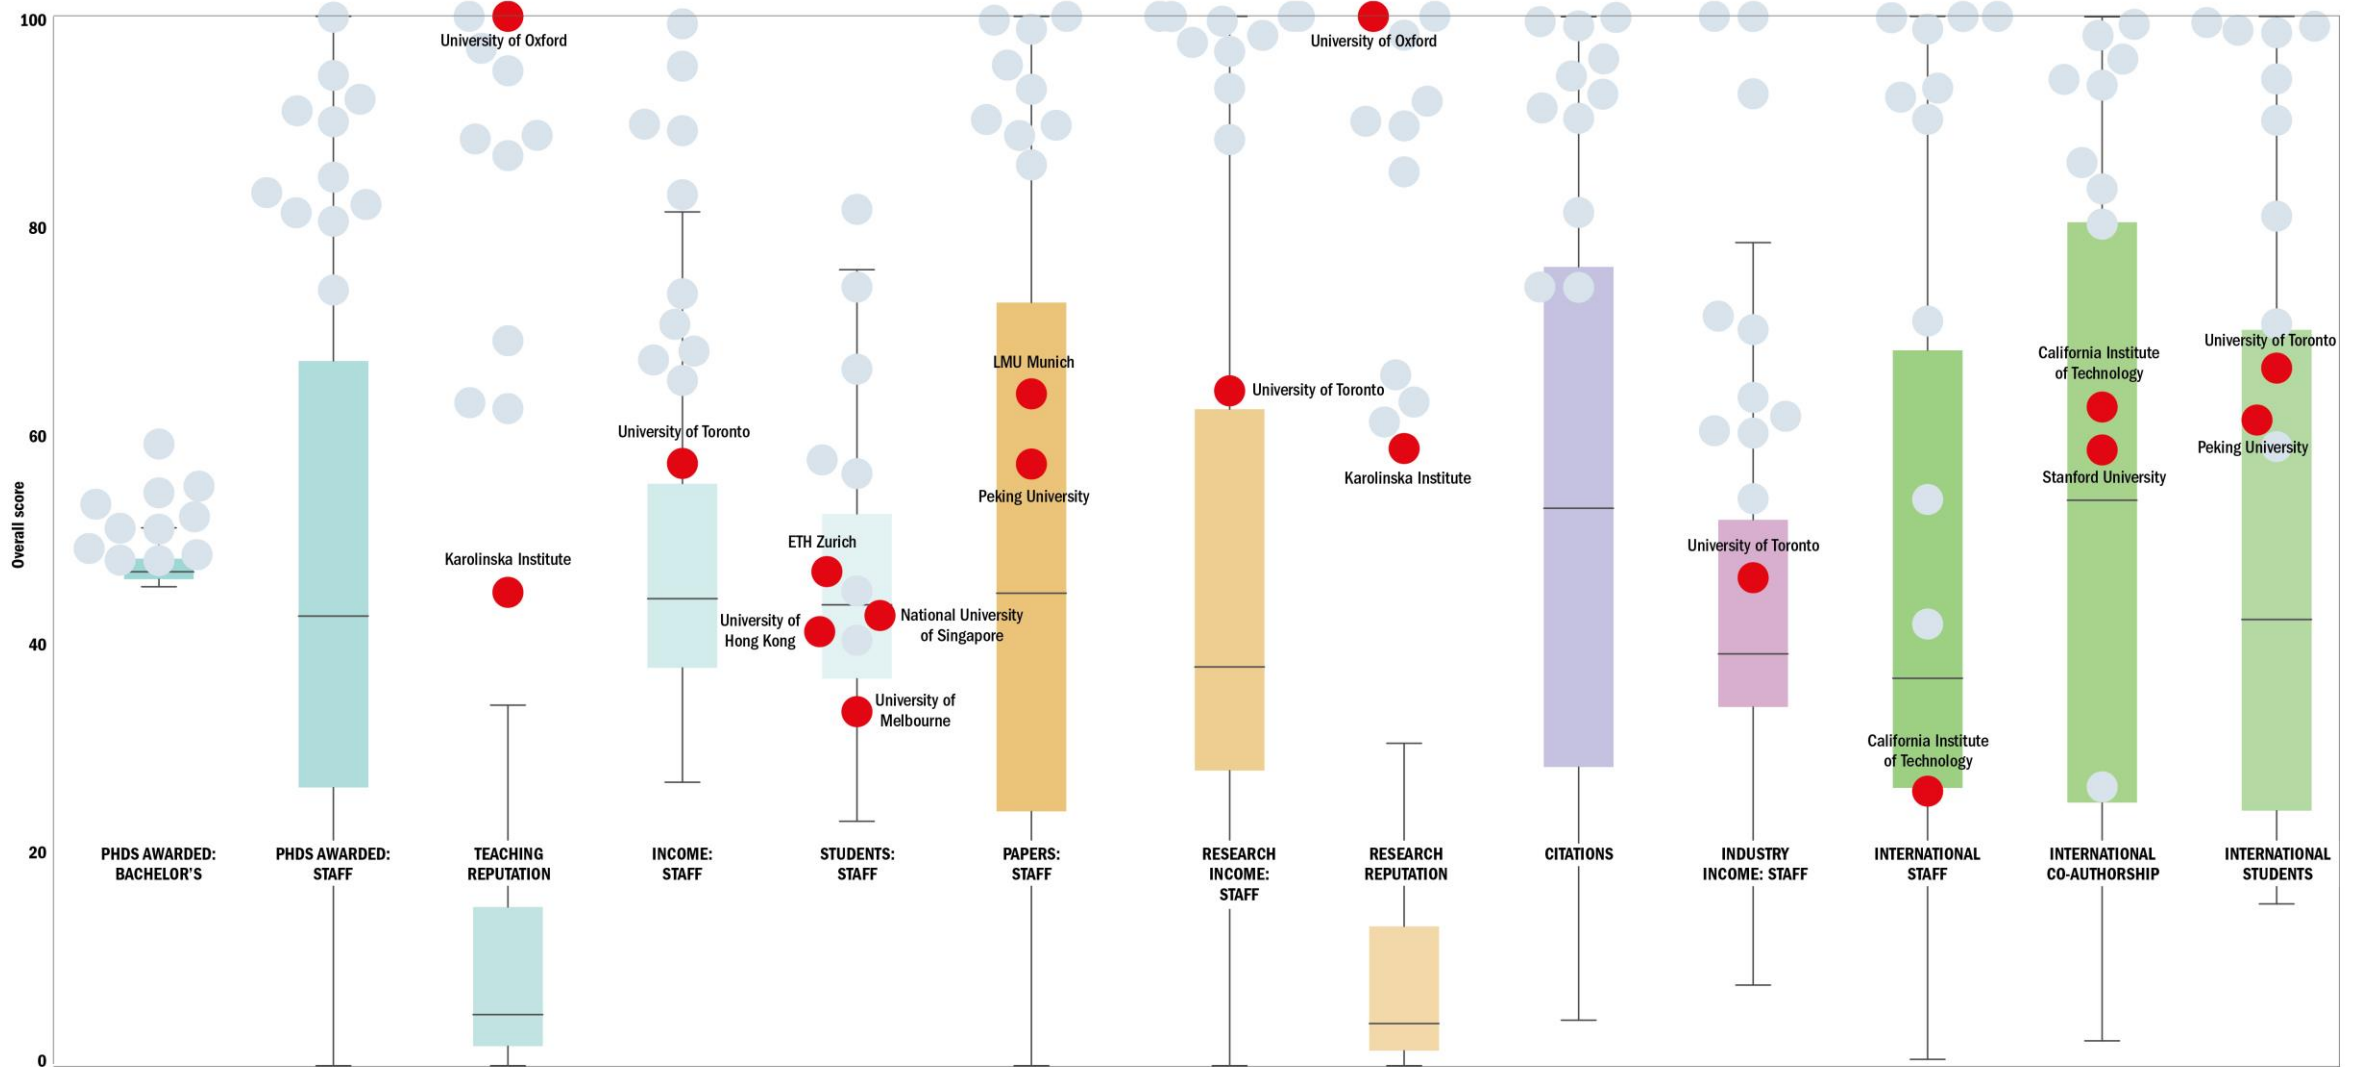 100
80
60
40
20
0
Overall score
University of Oxford
University of Oxford
LMU Munich
Peking University
University of Toronto
University of Toronto
Karolinska Institute
Karolinska Institute
ETH Zurich
University of
Hong Kong
National University
of Singapore
University of
Melbourne
University of Toronto
California Institute
of Technology
California Institute
of Technology
Stanford University
University of Toronto
Peking University
PHDS AWARDED:
BACHELOR'S
PHDS AWARDED:
STAFF
TEACHING
REPUTATION
INCOME:
STAFF
STUDENTS:
STAFF
PAPERS:
STAFF
RESEARCH
INCOME:
STAFF
RESEARCH
REPUTATION
CITATIONS
INDUSTRY
INCOME: STAFF
INTERNATIONAL
STAFF
INTERNATIONAL
CO-AUTHORSHIP
INTERNATIONAL
STUDENTS